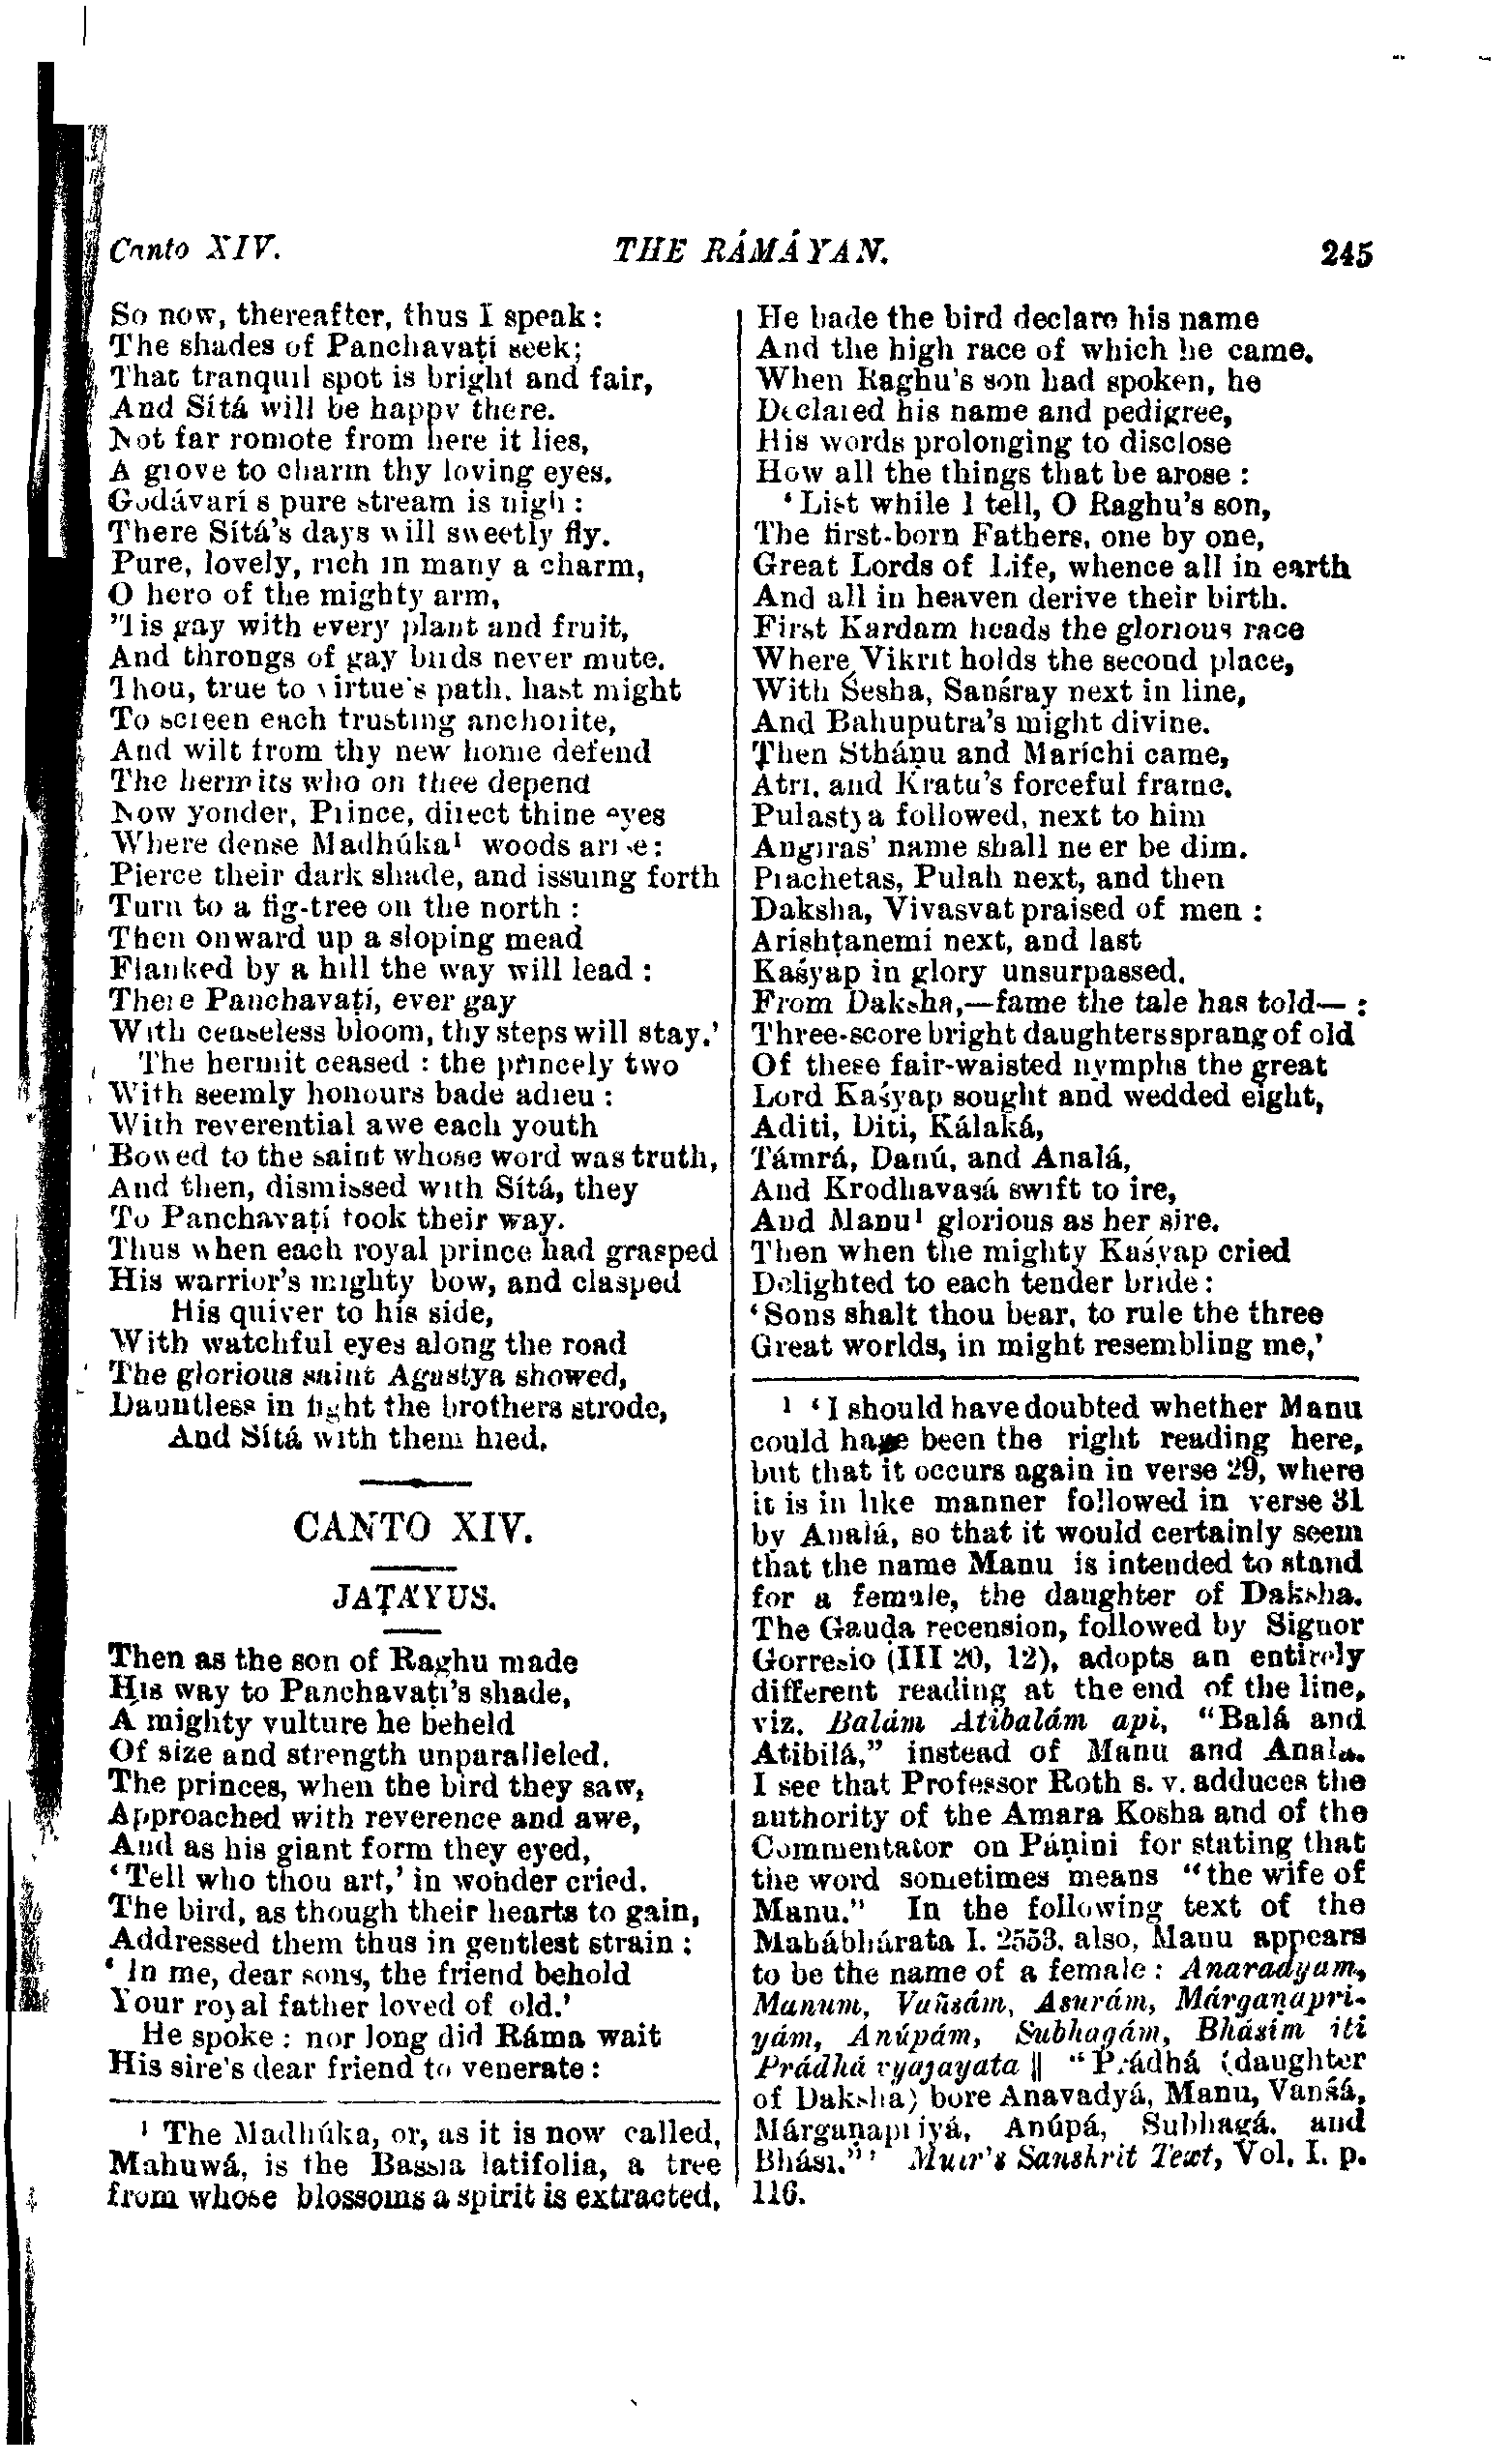 Canto XIV.
THE RÁMÁYAN.
245
So now, thereafter, thus I speak:
The shades of Panchavaṭí seek;
That tranquil spot is bright and fair,
And Sítá will be happy there.
Not far romote from here it lies,
A grove to charm thy loving eyes.
Godávarí's pure stream is nigh:
There Sítá's days will sweetly fly.
Pure, lovely, rich in many a charm,
O hero of the mighty arm,
'Tis gay with every plant and fruit,
And throngs of gay buds never mute.
Thou, true to virtue's path, hast might
To screen each trusting anchorite,
And wilt from thy new home defend
The hermits who on thee depend
Now yonder, Prince, direct thine eyes
Where dense Madhúka¹ woods arise:
Pierce their dark shade, and issuing forth
Turn to a fig-tree on the north:
Then onward up a sloping mead
Flanked by a hill the way will lead:
There Panchavaṭí, ever gay
With ceaseless bloom, thy steps will stay.'
The hermit ceased: the princely two
With seemly honours bade adieu:
With reverential awe each youth
Bowed to the saint whose word was truth,
And then, dismissed with Sítá, they
To Panchavaṭí took their way.
Thus when each royal prince had grasped
His warrior's mighty bow, and clasped
His quiver to his side,
With watchful eyes along the road
The glorious saint Agastya showed,
Dauntless in fight the brothers strode,
And Sítá with them hied.
CANTO XIV.
JAṬÁYUS.
Then as the son of Raghu made
His way to Panchavaṭí's shade,
A mighty vulture he beheld
Of size and strength unparalleled.
The princes, when the bird they saw,
Approached with reverence and awe,
And as his giant form they eyed,
'Tell who thou art,' in wonder cried.
The bird, as though their hearts to gain,
Addressed them thus in gentlest strain:
'In me, dear sons, the friend behold
Your royal father loved of old.'
He spoke: nor long did Ráma wait
His sire's dear friend to venerate:
¹ The Madhúka, or, as it is now called,
Mahuwá, is the Bassia latifolia, a tree
from whose blossoms a spirit is extracted.
He bade the bird declare his name
And the high race of which he came.
When Raghu's son had spoken, he
Declared his name and pedigree,
His words prolonging to disclose
How all the things that be arose:
'List while I tell, O Raghu's son,
The first-born Fathers, one by one,
Great Lords of Life, whence all in earth
And all in heaven derive their birth.
First Kardam heads the glorious race
Where Vikrit holds the second place,
With Śesha, Sanśray next in line,
And Bahuputra's might divine.
Then Stháṇu and Maríchi came,
Atri, and Kratu's forceful frame.
Pulastya followed, next to him
Angiras' name shall ne'er be dim.
Prachetas, Pulah next, and then
Daksha, Vivasvat praised of men:
Arishṭanemi next, and last
Kaśyap in glory unsurpassed.
From Daksha,—fame the tale has told—:
Three-score bright daughters sprang of old
Of these fair-waisted nymphs the great
Lord Kaśyap sought and wedded eight,
Aditi, Diti, Kálaká,
Támrá, Danú, and Analá,
And Krodhavasá swift to ire,
And Manu¹ glorious as her sire.
Then when the mighty Kaśyap cried
Delighted to each tender bride:
'Sons shalt thou bear, to rule the three
Great worlds, in might resembling me,'
¹ 'I should have doubted whether Manu
could have been the right reading here,
but that it occurs again in verse 29, where
it is in like manner followed in verse 31
by Analá, so that it would certainly seem
that the name Manu is intended to stand
for a female, the daughter of Daksha.
The Gauḍa recension, followed by Signor
Gorresio (III 20, 12), adopts an entirely
different reading at the end of the line,
viz. Balám Atibalám api, "Balá and
Atibilá," instead of Manu and Anala.
I see that Professor Roth s. v. adduces the
authority of the Amara Kosha and of the
Commentator on Páṇini for stating that
the word sometimes means "the wife of
Manu." In the following text of the
Mahábhárata I. 2553. also, Manu appears
to be the name of a female: Anaradyam,
Manum, Vañsám, Asurám, Márgaṇapri-
yám, Anúpám, Subhagám, Bhásím iti
Prádhá vyajayata || "Prádhá (daughter
of Daksha) bore Anavadyá, Manu, Vanśá,
Márgaṇapriyá, Anúpá, Subhagá, and
Bhási."' Muir's Sanskrit Text, Vol. I. p.
116.